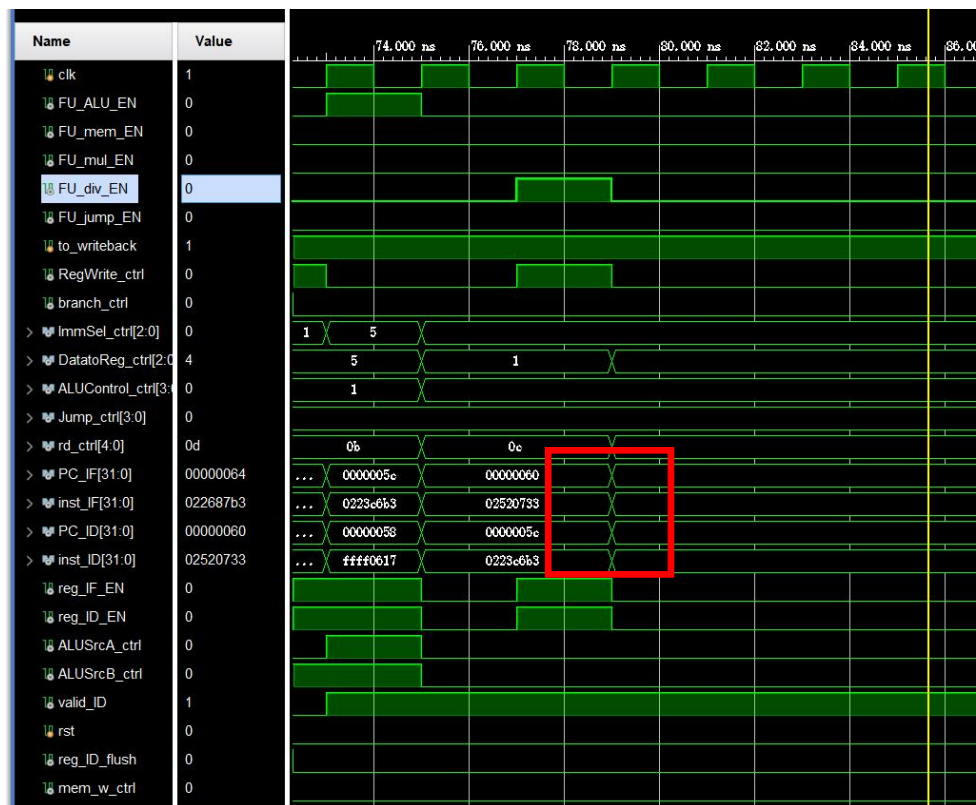 Name Value
74.000 ns 76.000 ns 78.000 ns 80.000 ns 82.000 ns 84.000 ns 86.00
clk 1
FU_ALU_EN 0
FU_mem_EN 0
FU_mul_EN 0
FU_div_EN 0
FU_jump_EN 0
to_writeback 1
RegWrite_ctrl 0
branch_ctrl 0
ImmSel_ctrl[2:0] 0 1 5
DatatoReg_ctrl[2:0 4 5 1
ALUControl_ctrl[3: 0 1
Jump_ctrl[3:0] 0
rd_ctrl[4:0] 0d 0b 0c
PC_IF[31:0] 00000064 ... 0000005c 00000060
inst_IF[31:0] 022687b3 ... 0223c6b3 02520733
PC_ID[31:0] 00000060 ... 00000058 0000005c
inst_ID[31:0] 02520733 ... ffff0617 0223c6b3
reg_IF_EN 0
reg_ID_EN 0
ALUSrcA_ctrl 0
ALUSrcB_ctrl 0
valid_ID 1
rst 0
reg_ID_flush 0
mem_w_ctrl 0